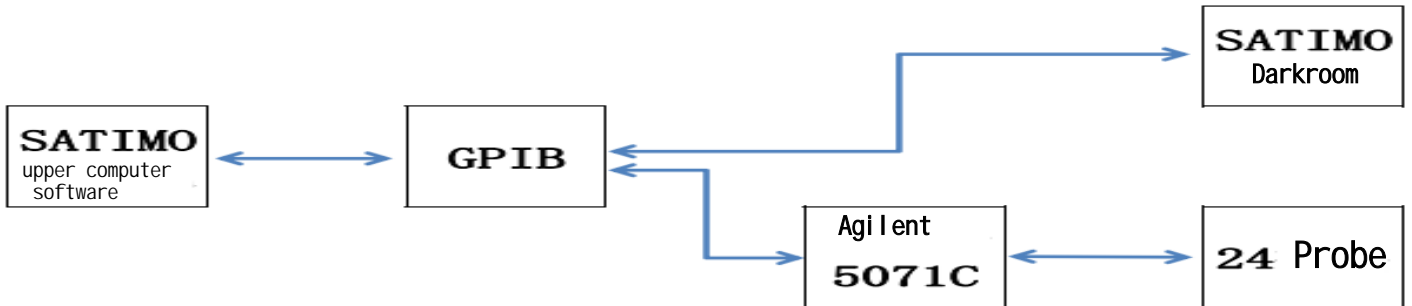 SATIMO
upper computer
software
GPIB
SATIMO
Darkroom
Agilent
5071C
24 Probe